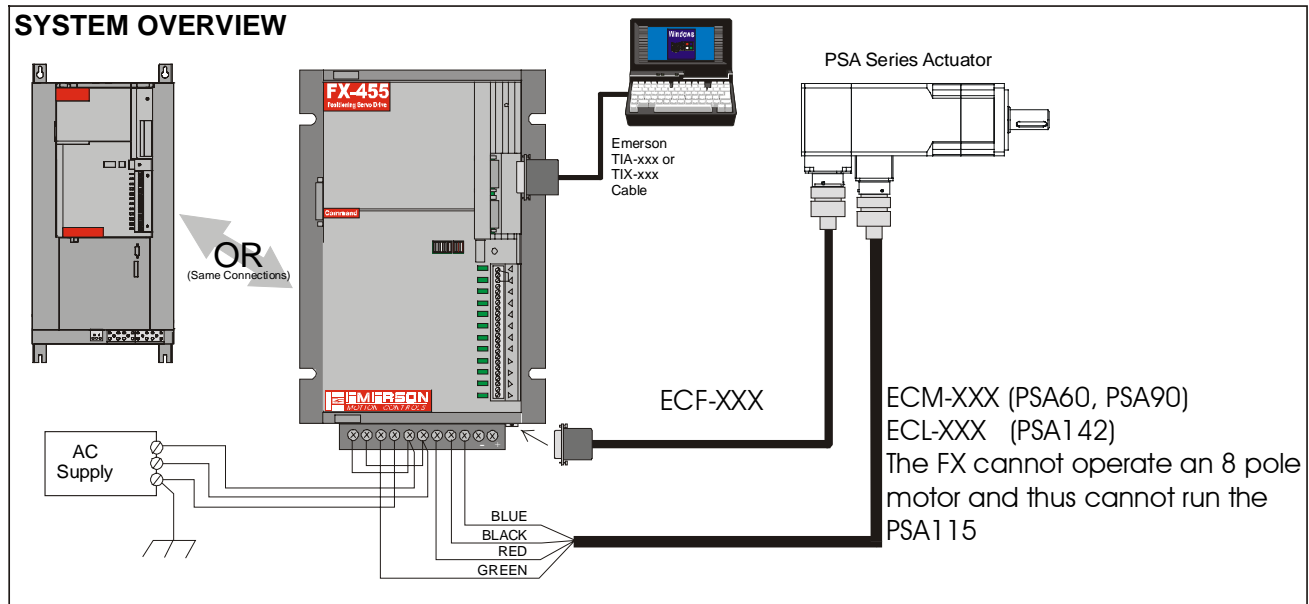 SYSTEM OVERVIEW
Windows
PSA Series Actuator
FX-455
Positioning Servo Drive
Emerson
TIA-xxx or
TIX-xxx
Cable
Command
OR
(Same Connections)
EMERSON
MOTION CONTROLS
ECF-XXX
ECM-XXX (PSA60, PSA90)
ECL-XXX (PSA142)
The FX cannot operate an 8 pole
motor and thus cannot run the
PSA115
AC
Supply
- +
BLUE
BLACK
RED
GREEN